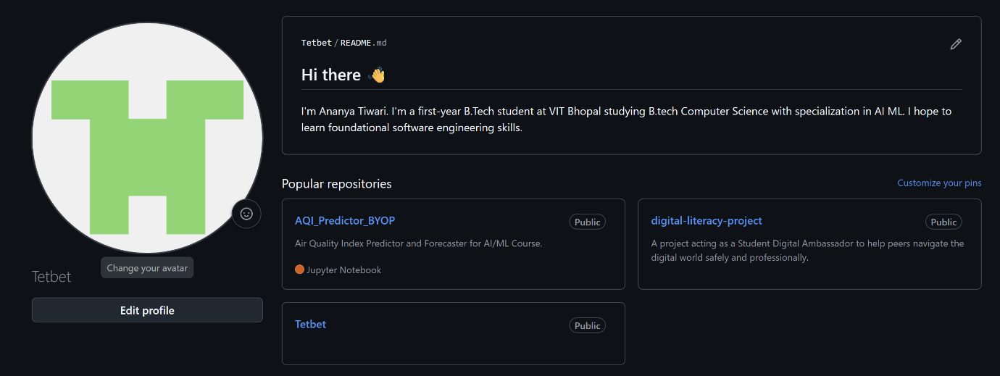 Tetbet / README.md
Hi there 👋
I'm Ananya Tiwari. I'm a first-year B.Tech student at VIT Bhopal studying B.tech Computer Science with specialization in AI ML. I hope to
learn foundational software engineering skills.
Popular repositories
Customize your pins
AQI_Predictor_BYOP
Public
Air Quality Index Predictor and Forecaster for AI/ML Course.
Jupyter Notebook
digital-literacy-project
Public
A project acting as a Student Digital Ambassador to help peers navigate the
digital world safely and professionally.
Tetbet
Public
Change your avatar
Tetbet
Edit profile